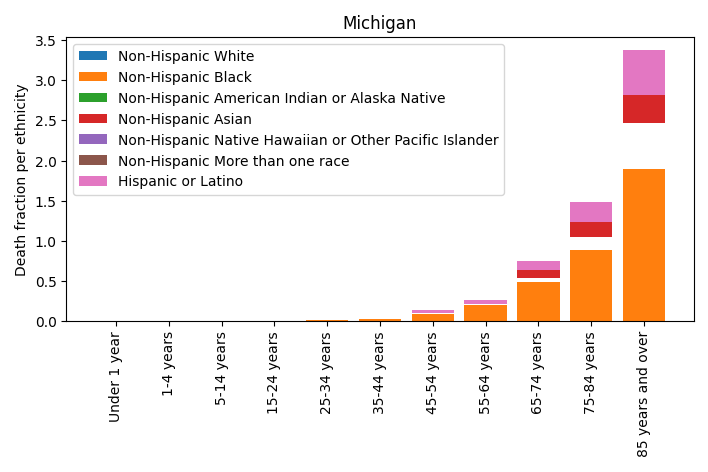 Michigan
Death fraction per ethnicity
3.5
3.0
2.5
2.0
1.5
1.0
0.5
0.0
Non-Hispanic White
Non-Hispanic Black
Non-Hispanic American Indian or Alaska Native
Non-Hispanic Asian
Non-Hispanic Native Hawaiian or Other Pacific Islander
Non-Hispanic More than one race
Hispanic or Latino
Under 1 year
1-4 years
5-14 years
15-24 years
25-34 years
35-44 years
45-54 years
55-64 years
65-74 years
75-84 years
85 years and over